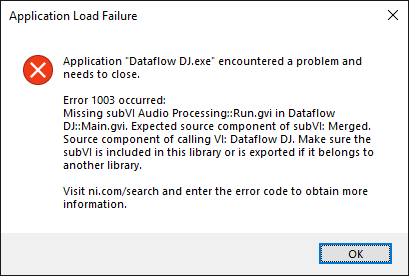 Application Load Failure
Application "Dataflow DJ.exe" encountered a problem and
needs to close.
Error 1003 occurred:
Missing subVI Audio Processing::Run.gvi in Dataflow
DJ::Main.gvi. Expected source component of subVI: Merged.
Source component of calling VI: Dataflow DJ. Make sure the
subVI is included in this library or is exported if it belongs to
another library.
Visit ni.com/search and enter the error code to obtain more
information.
OK